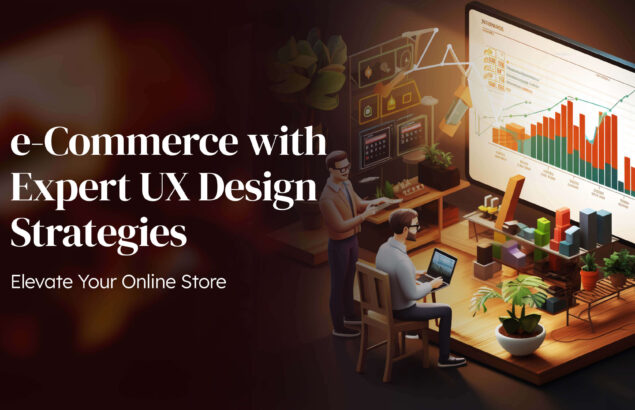 e-Commerce with
Expert UX Design
Strategies
Elevate Your Online Store